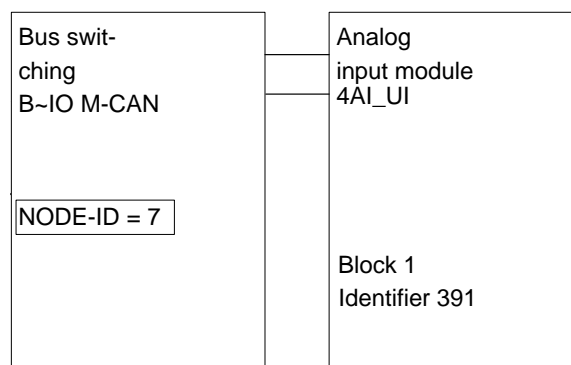 Bus swit-
ching
B~IO M-CAN
NODE-ID = 7
Analog
input module
4AI_UI
Block 1
Identifier 391